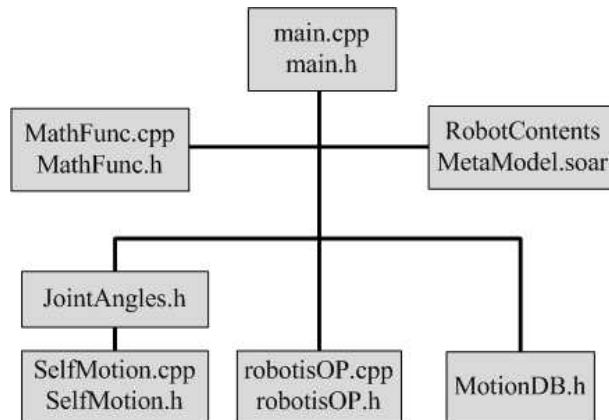 main.cpp
main.h
MathFunc.cpp
MathFunc.h
RobotContents
MetaModel.soar
JointAngles.h
SelfMotion.cpp
SelfMotion.h
robotisOP.cpp
robotisOP.h
MotionDB.h